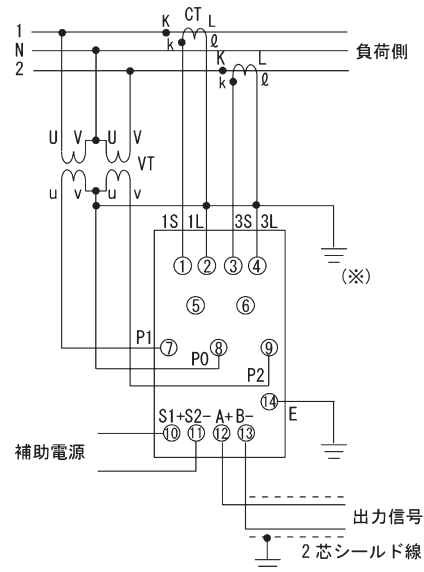 K CT L
1
k ℓ
N
K L
2
k ℓ
負荷側
U V U V
VT
u v u v
1S 1L 3S 3L
① ② ③ ④
(※)
⑤ ⑥
P1 ⑦ P0 ⑧ P2 ⑨
⑭ E
S1+ S2- A+ B-
⑩ ⑪ ⑫ ⑬
補助電源
出力信号
2芯シールド線